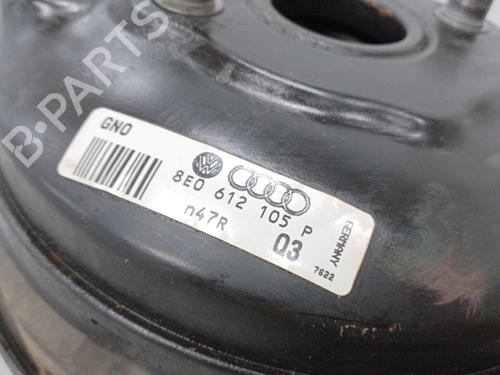 B-PARTS
GNO
8E0 612 105 P
n47R
03
GERMANY
7622